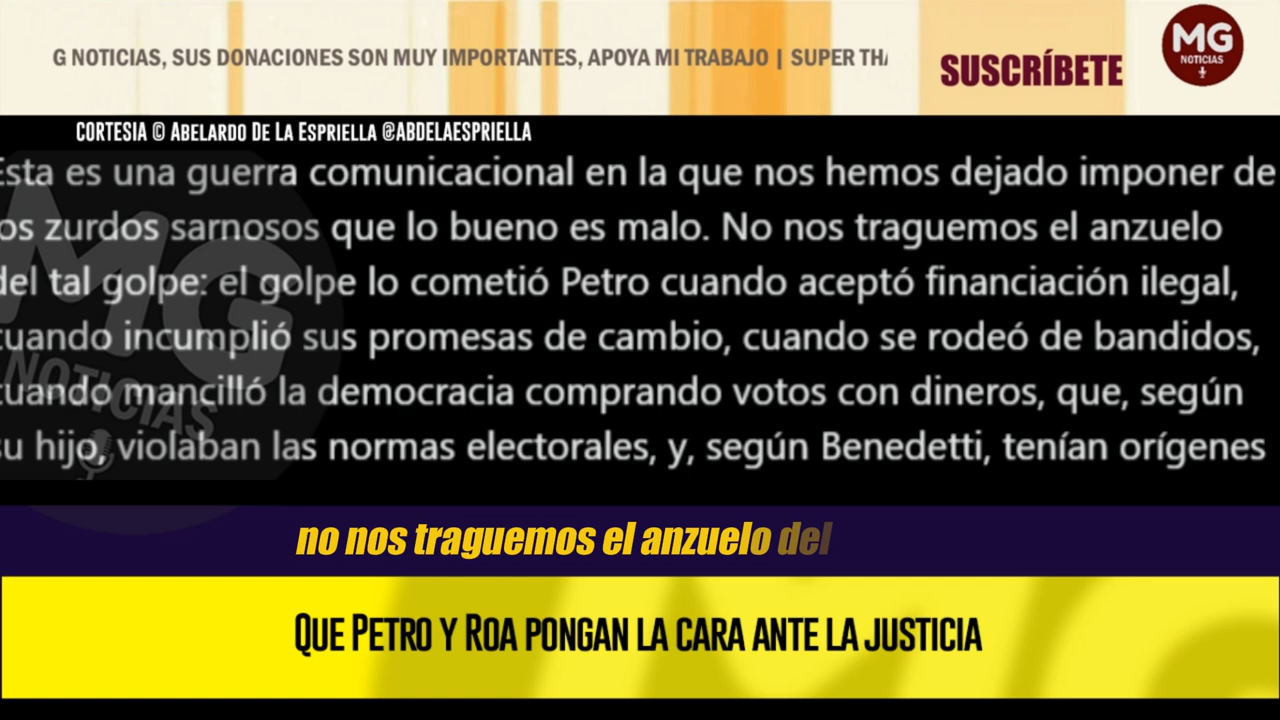 G NOTICIAS, SUS DONACIONES SON MUY IMPORTANTES, APOYA MI TRABAJO | SUPER THA
SUSCRÍBETE
MG
NOTICIAS
CORTESIA © ABELARDO DE LA ESPRIELLA @ABDELAESPRIELLA
Esta es una guerra comunicacional en la que nos hemos dejado imponer de
los zurdos sarnosos que lo bueno es malo. No nos traguemos el anzuelo
del tal golpe: el golpe lo cometió Petro cuando aceptó financiación ilegal,
cuando incumplió sus promesas de cambio, cuando se rodeó de bandidos,
cuando mancilló la democracia comprando votos con dineros, que, según
su hijo, violaban las normas electorales, y, según Benedetti, tenían orígenes
MG
NOTICIAS
no nos traguemos el anzuelo del
QUE PETRO Y ROA PONGAN LA CARA ANTE LA JUSTICIA